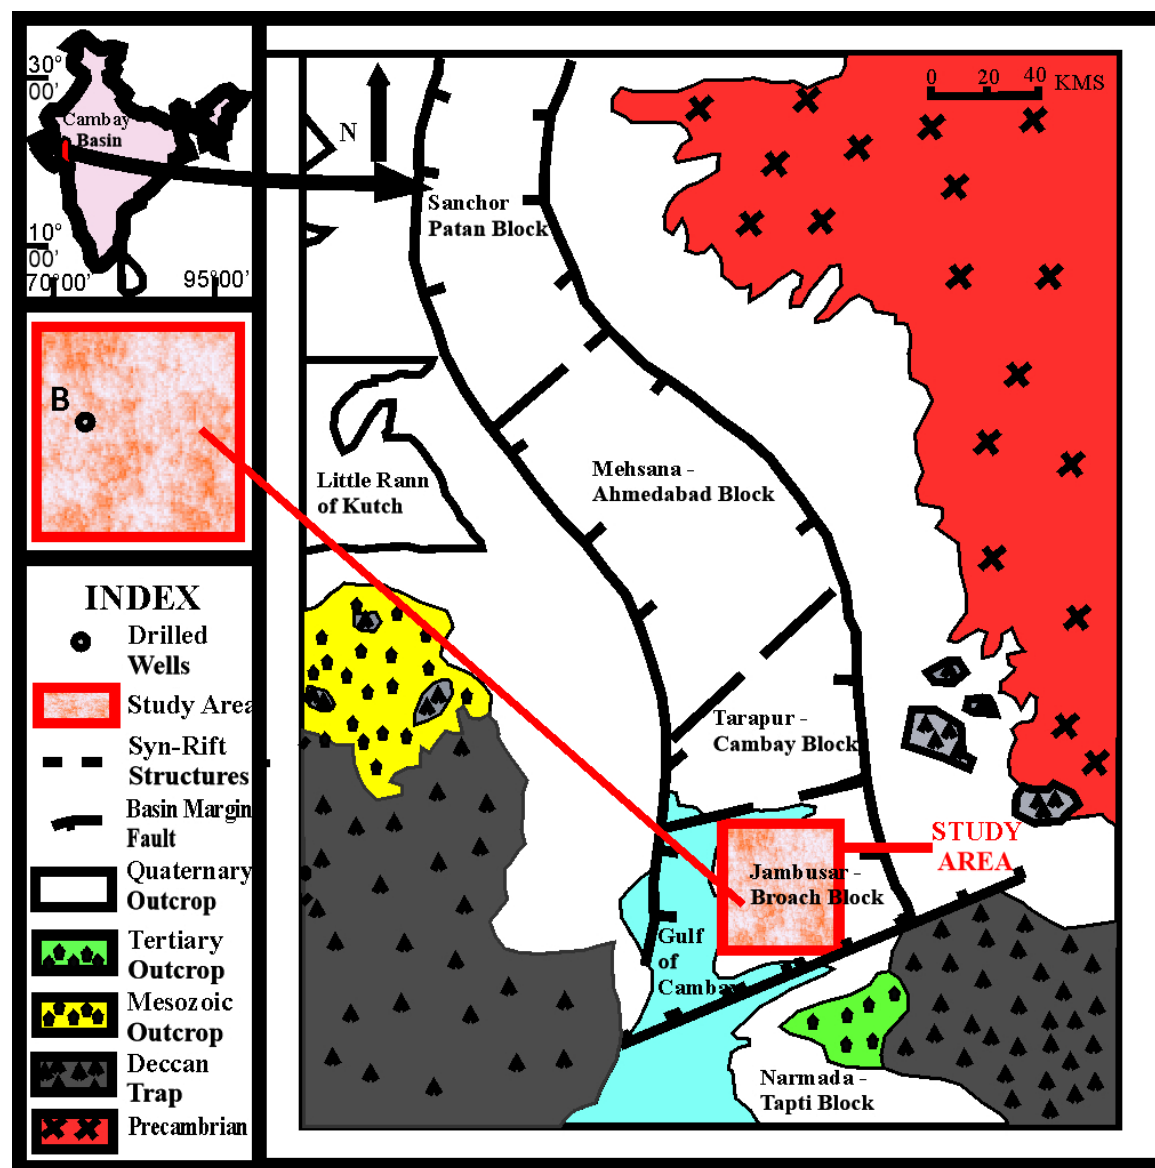 30°
00'
Cambay
Basin
10°
00'
70°00'
95°00'
B
INDEX
Drilled
Wells
Study Area
Syn-Rift
Structures
Basin Margin
Fault
Quaternary
Outcrop
Tertiary
Outcrop
Mesozoic
Outcrop
Deccan
Trap
Precambrian
N
0 20 40 KMS
Sanchor
Patan Block
Little Rann
of Kutch
Mehsana -
Ahmedabad Block
Tarapur -
Cambay Block
STUDY
AREA
Jambusar -
Broach Block
Gulf
of
Cambay
Narmada -
Tapti Block